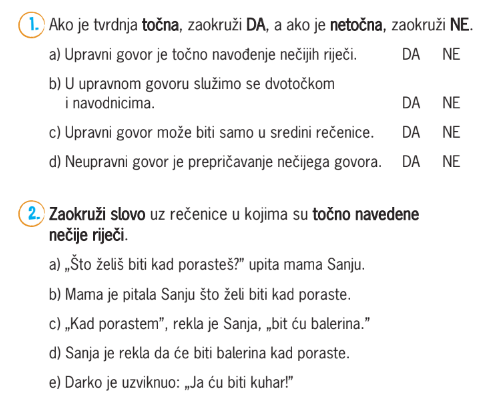 1. Ako je tvrdnja točna, zaokruži DA, a ako je netočna, zaokruži NE.
a) Upravni govor je točno navođenje nečijih riječi. DA NE
b) U upravnom govoru služimo se dvotočkom
i navodnicima. DA NE
c) Upravni govor može biti samo u sredini rečenice. DA NE
d) Neupravni govor je prepričavanje nečijega govora. DA NE
2. Zaokruži slovo uz rečenice u kojima su točno navedene
nečije riječi.
a) „Što želiš biti kad porasteš?” upita mama Sanju.
b) Mama je pitala Sanju što želi biti kad poraste.
c) „Kad porastem”, rekla je Sanja, „bit ću balerina.”
d) Sanja je rekla da će biti balerina kad poraste.
e) Darko je uzviknuo: „Ja ću biti kuhar!”